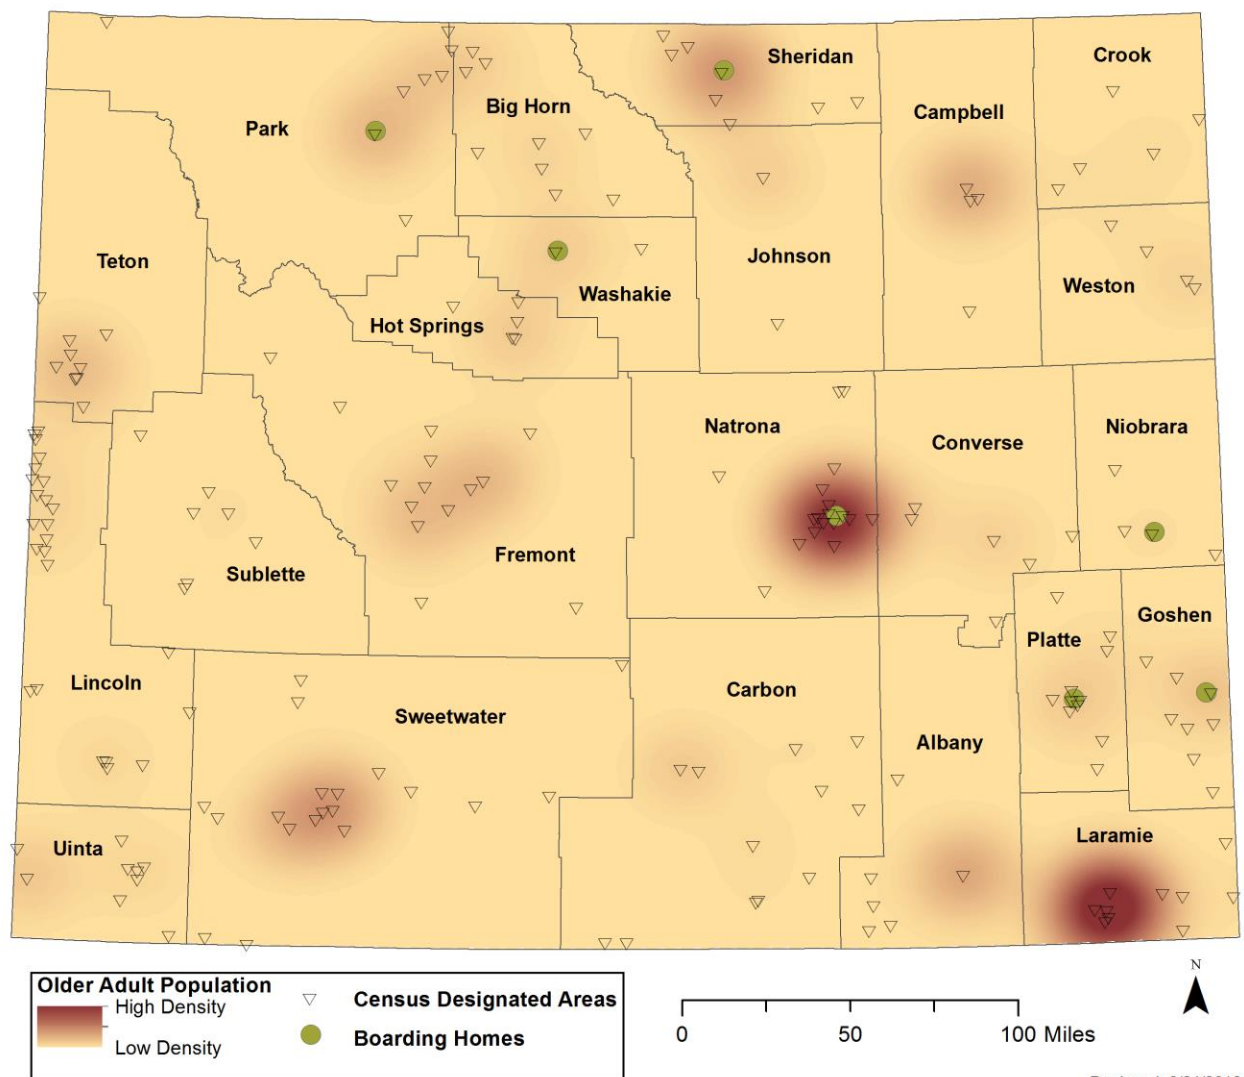 Sheridan
Crook
Big Horn
Campbell
Park
Teton
Johnson
Weston
Washakie
Hot Springs
Natrona
Converse
Niobrara
Fremont
Sublette
Goshen
Platte
Lincoln
Carbon
Sweetwater
Albany
Laramie
Uinta
Older Adult Population
High Density
Low Density
Census Designated Areas
Boarding Homes
0 50 100 Miles
N